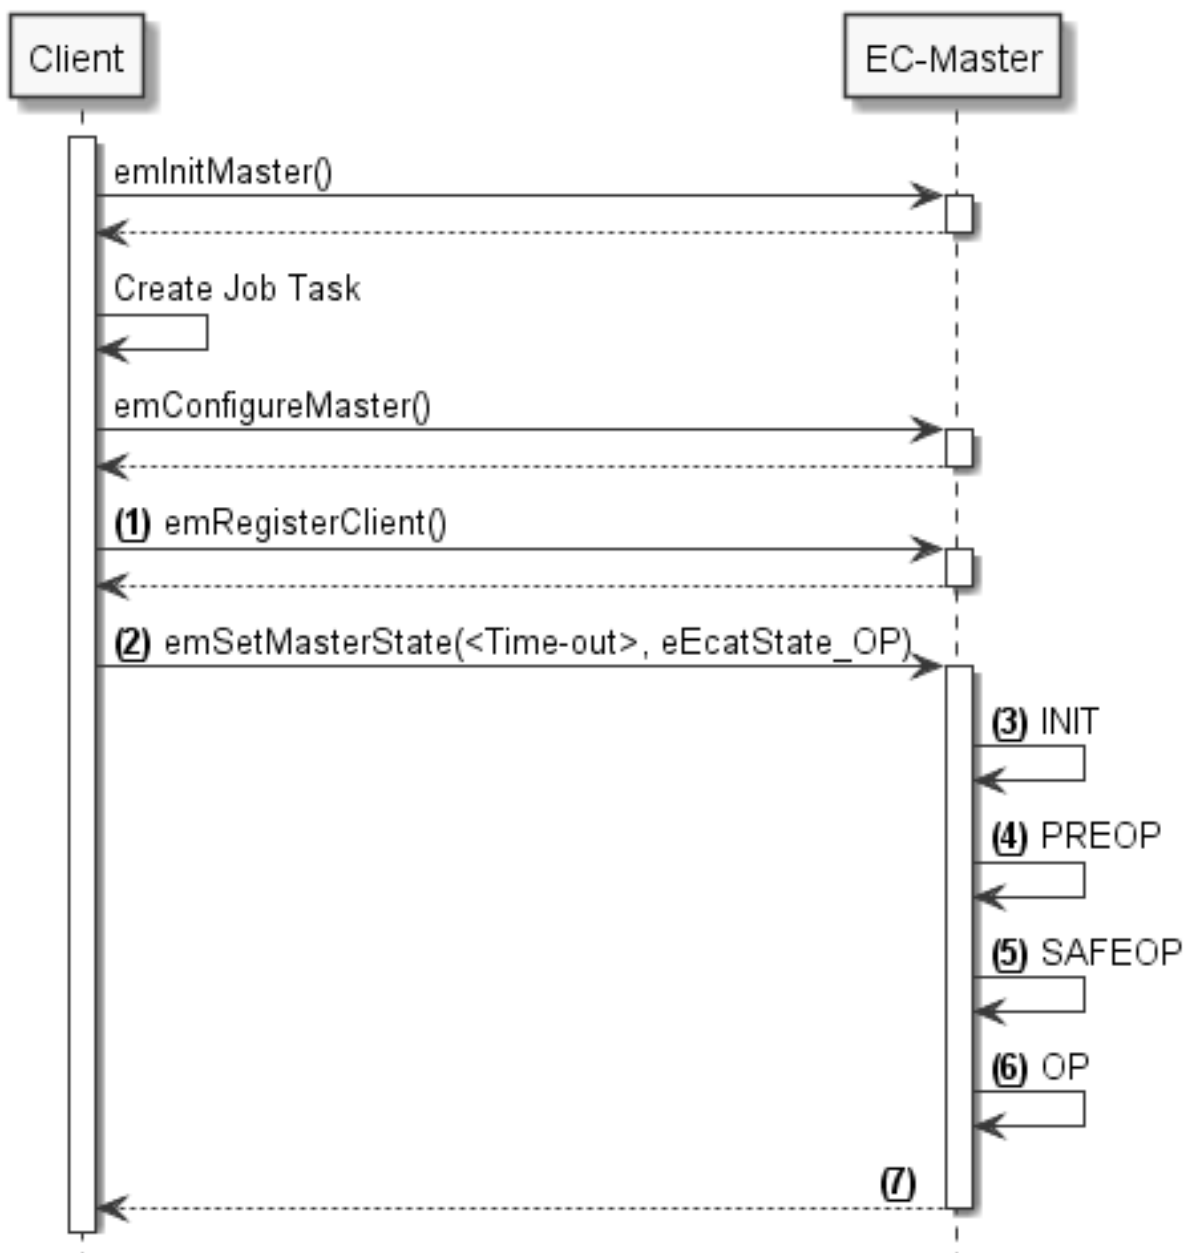 Client
EC-Master
emInitMaster()
Create Job Task
emConfigureMaster()
(1) emRegisterClient()
(2) emSetMasterState(<Time-out>, eEcatState_OP)
(3) INIT
(4) PREOP
(5) SAFEOP
(6) OP
(7)